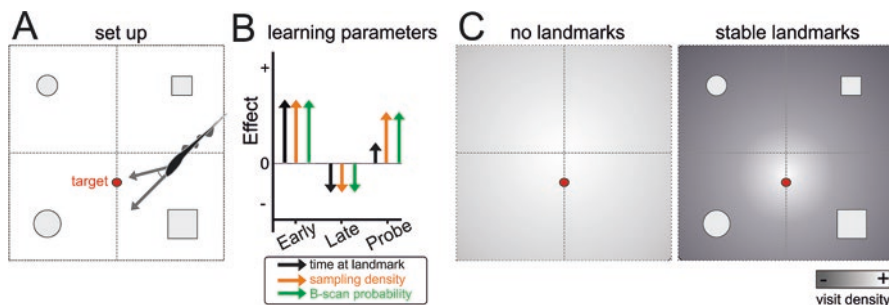 A
set up
target
B
learning parameters
Effect
+
0
-
Early
Late
Probe
time at landmark
sampling density
B-scan probability
C
no landmarks
stable landmarks
- +
visit density